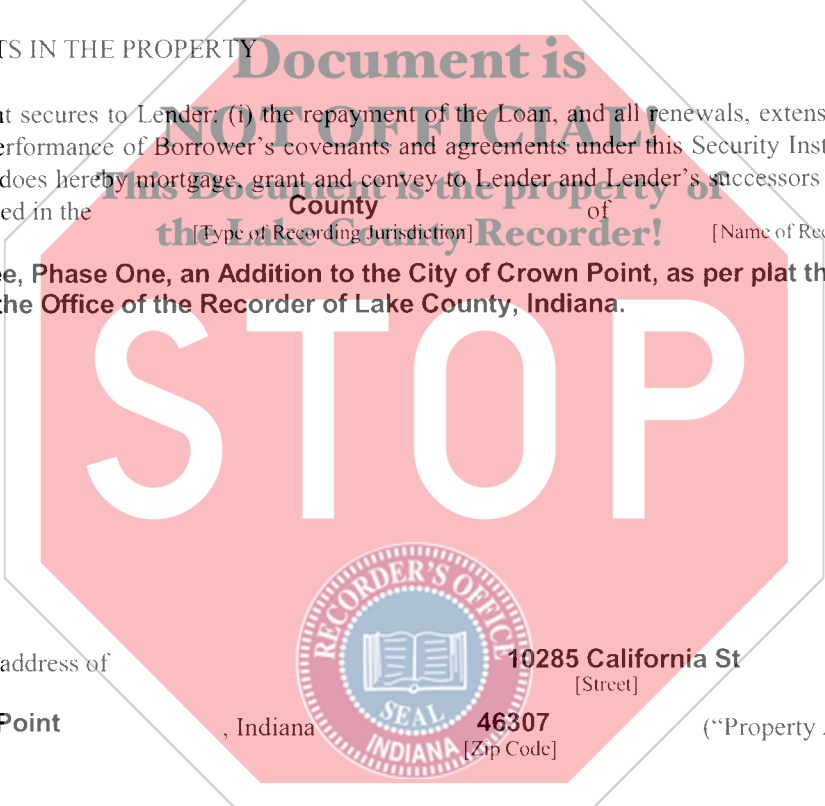 TS IN THE PROPERTY
Document is
nt secures to Lender: (i) the repayment of the Loan, and all renewals, extens
NOT OFFICIAL!
erformance of Borrower's covenants and agreements under this Security Inst
does hereby mortgage, grant and convey to Lender and Lender's successors
This Document is the property of
ed in the County of
the Lake County Recorder!
[Type of Recording Jurisdiction] [Name of Rec
ee, Phase One, an Addition to the City of Crown Point, as per plat th
the Office of the Recorder of Lake County, Indiana.
STOP
RECORDER'S OFFICE
address of 10285 California St
[Street]
SEAL
Point , Indiana 46307 ("Property A
INDIANA
[Zip Code]